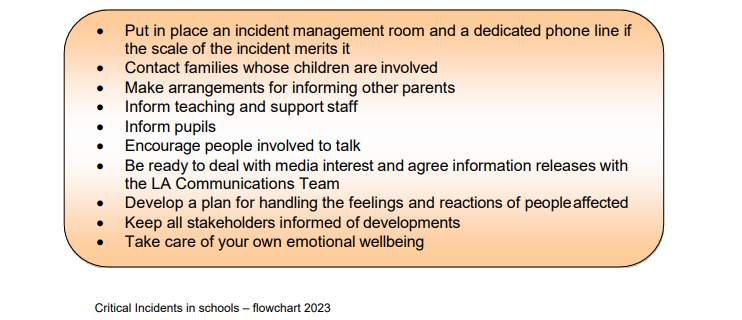 • Put in place an incident management room and a dedicated phone line if
the scale of the incident merits it
• Contact families whose children are involved
• Make arrangements for informing other parents
• Inform teaching and support staff
• Inform pupils
• Encourage people involved to talk
• Be ready to deal with media interest and agree information releases with
the LA Communications Team
• Develop a plan for handling the feelings and reactions of people affected
• Keep all stakeholders informed of developments
• Take care of your own emotional wellbeing
Critical Incidents in schools – flowchart 2023